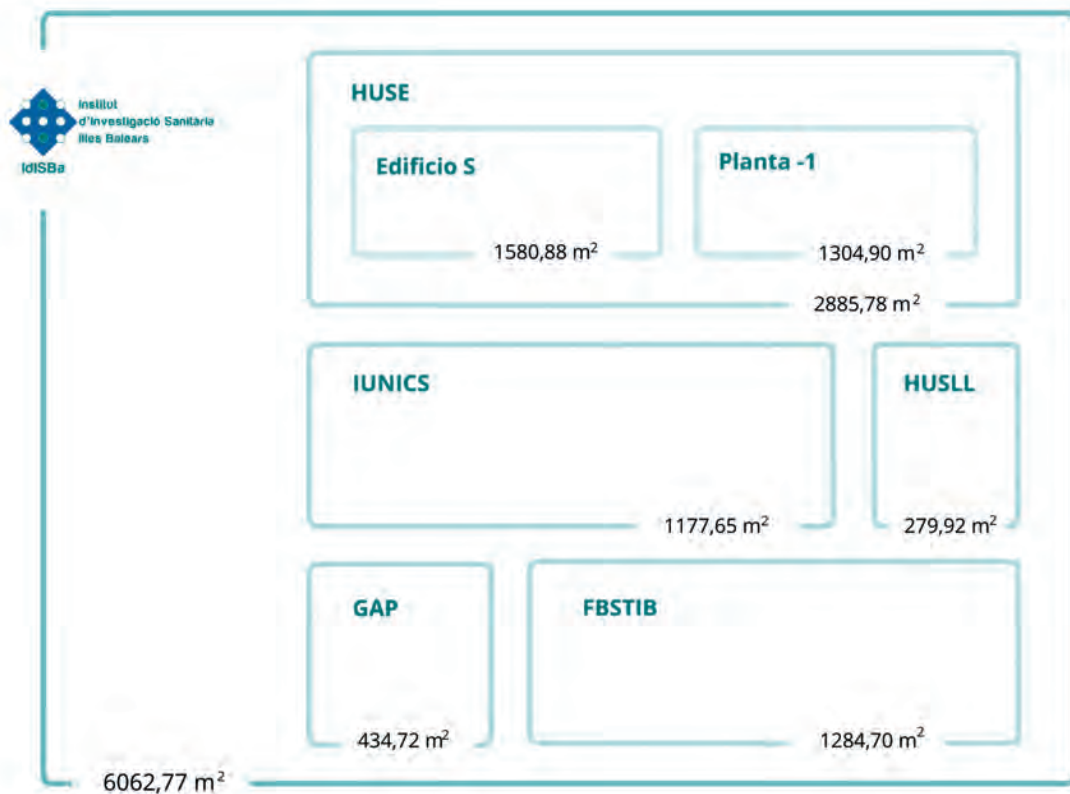 Institut
d'Investigació Sanitària
Illes Balears
IdISBa
HUSE
Edificio S
Planta -1
1580,88 m²
1304,90 m²
2885,78 m²
IUNICS
HUSLL
1177,65 m²
279,92 m²
GAP
FBSTIB
434,72 m²
1284,70 m²
6062,77 m²